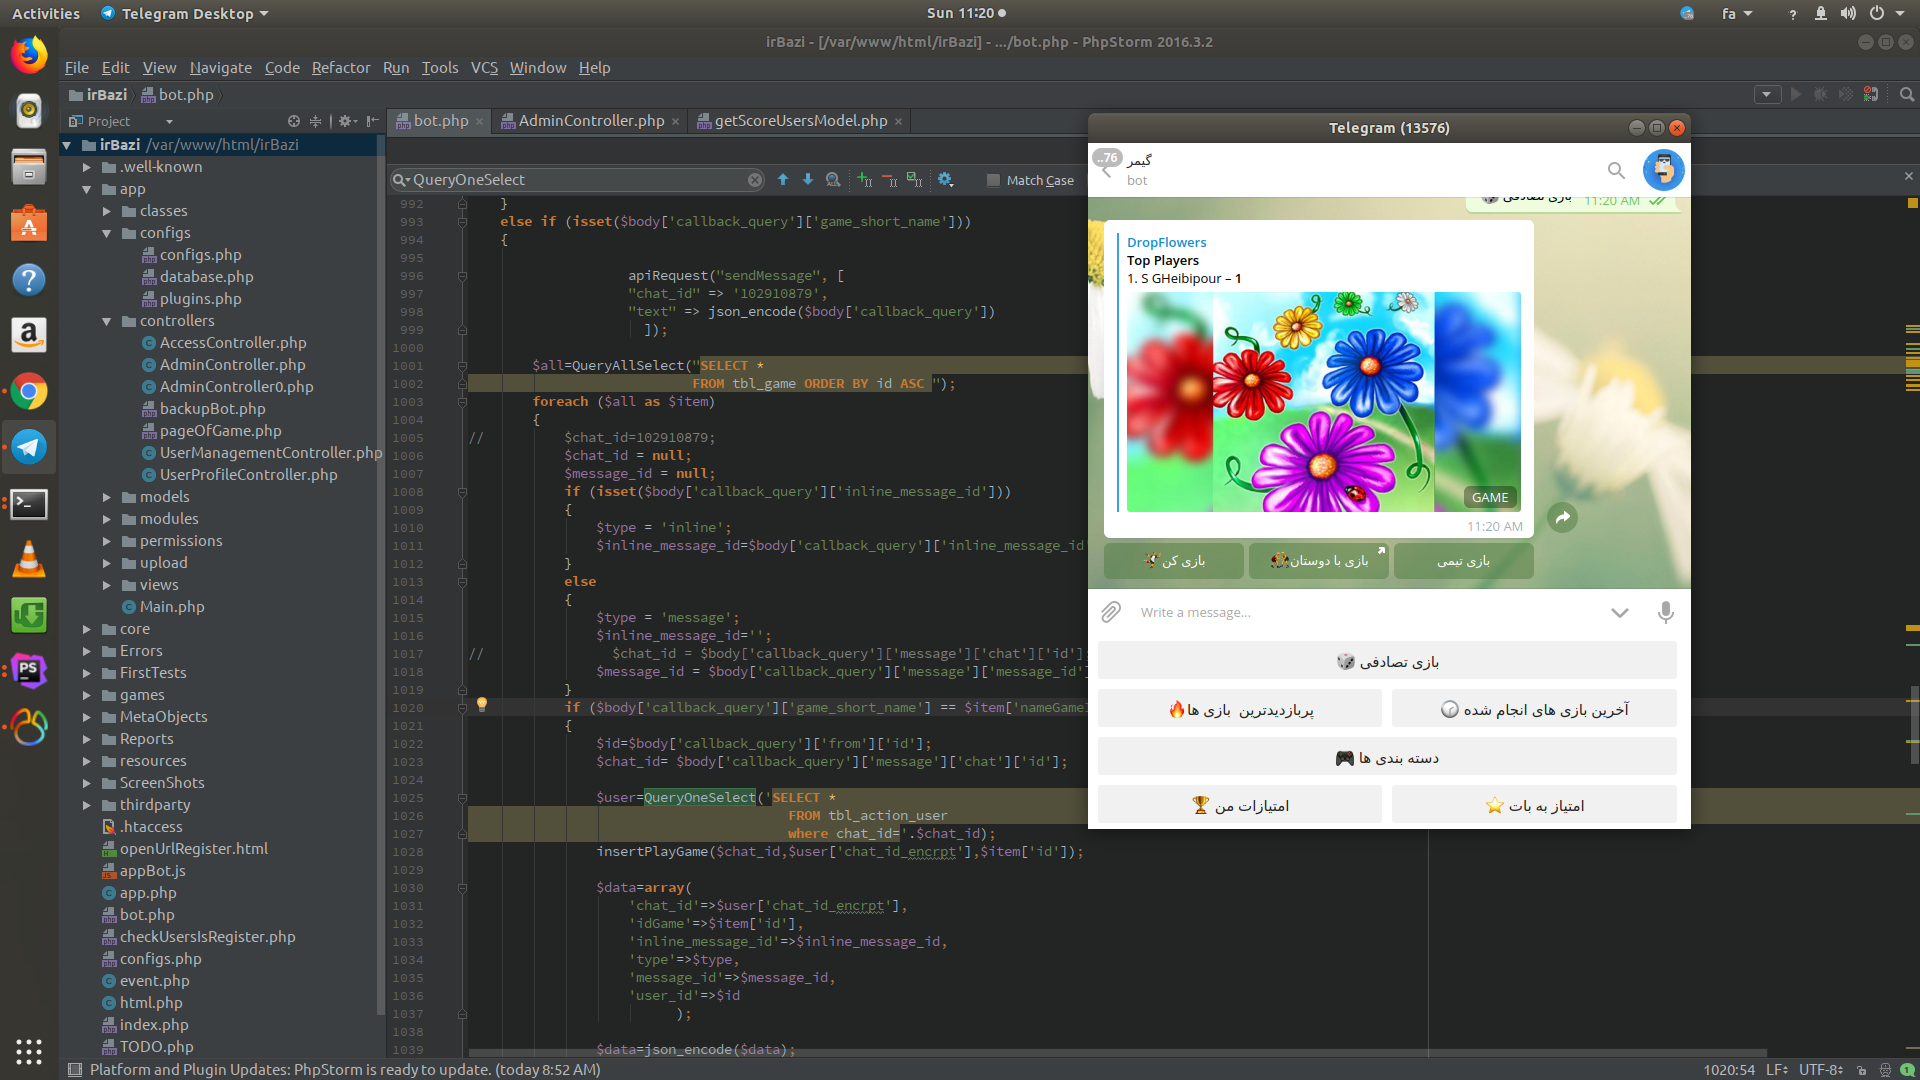 Activities
Telegram Desktop
Sun 11:20
fa
irBazi - [/var/www/html/irBazi] - .../bot.php - PhpStorm 2016.3.2
File Edit View Navigate Code Refactor Run Tools VCS Window Help
irBazi bot.php
Project
irBazi /var/www/html/irBazi
.well-known
app
classes
configs
configs.php
database.php
plugins.php
controllers
AccessController.php
AdminController.php
AdminController0.php
backupBot.php
pageOfGame.php
UserManagementController.php
UserProfileController.php
models
modules
permissions
upload
views
Main.php
core
Errors
FirstTests
games
MetaObjects
Reports
resources
ScreenShots
thirdparty
.htaccess
openUrlRegister.html
appBot.js
app.php
bot.php
checkUsersIsRegister.php
configs.php
event.php
html.php
index.php
TODO.php
bot.php AdminController.php getScoreUsersModel.php
QueryOneSelect
Match Case
992 }
993 else if (isset($body['callback_query']['game_short_name']))
994 {
995
996 apiRequest("sendMessage", [
997 "chat_id" => '102910879',
998 "text" => json_encode($body['callback_query'])
999 ]);
1000
1001 $all=QueryAllSelect("SELECT *
1002 FROM tbl_game ORDER BY id ASC ");
1003 foreach ($all as $item)
1004 {
1005 // $chat_id=102910879;
1006 $chat_id = null;
1007 $message_id = null;
1008 if (isset($body['callback_query']['inline_message_id']))
1009 {
1010 $type = 'inline';
1011 $inline_message_id=$body['callback_query']['inline_message_id'
1012 }
1013 else
1014 {
1015 $type = 'message';
1016 $inline_message_id='';
1017 // $chat_id = $body['callback_query']['message']['chat']['id'];
1018 $message_id = $body['callback_query']['message']['message_id']
1019 }
1020 if ($body['callback_query']['game_short_name'] == $item['nameGame
1021 {
1022 $id=$body['callback_query']['from']['id'];
1023 $chat_id= $body['callback_query']['message']['chat']['id'];
1024
1025 $user=QueryOneSelect('SELECT *
1026 FROM tbl_action_user
1027 where chat_id='.$chat_id);
1028 insertPlayGame($chat_id,$user['chat_id_encrpt'],$item['id']);
1029
1030 $data=array(
1031 'chat_id'=>$user['chat_id_encrpt'],
1032 'idGame'=>$item['id'],
1033 'inline_message_id'=>$inline_message_id,
1034 'type'=>$type,
1035 'message_id'=>$message_id,
1036 'user_id'=>$id
1037 );
1038
1039 $data=json_encode($data);
Telegram (13576)
..76
گیمر
bot
بازی تصادفی 11:20 AM
DropFlowers
Top Players
1. S GHeibipour – 1
GAME
11:20 AM
بازی کن
بازی با دوستان
بازی تیمی
Write a message...
بازی تصادفی
پربازدیدترین بازی ها
آخرین بازی های انجام شده
دسته بندی ها
امتیازات من
امتیاز به بات
Platform and Plugin Updates: PhpStorm is ready to update. (today 8:52 AM)
1020:54 LF UTF-8